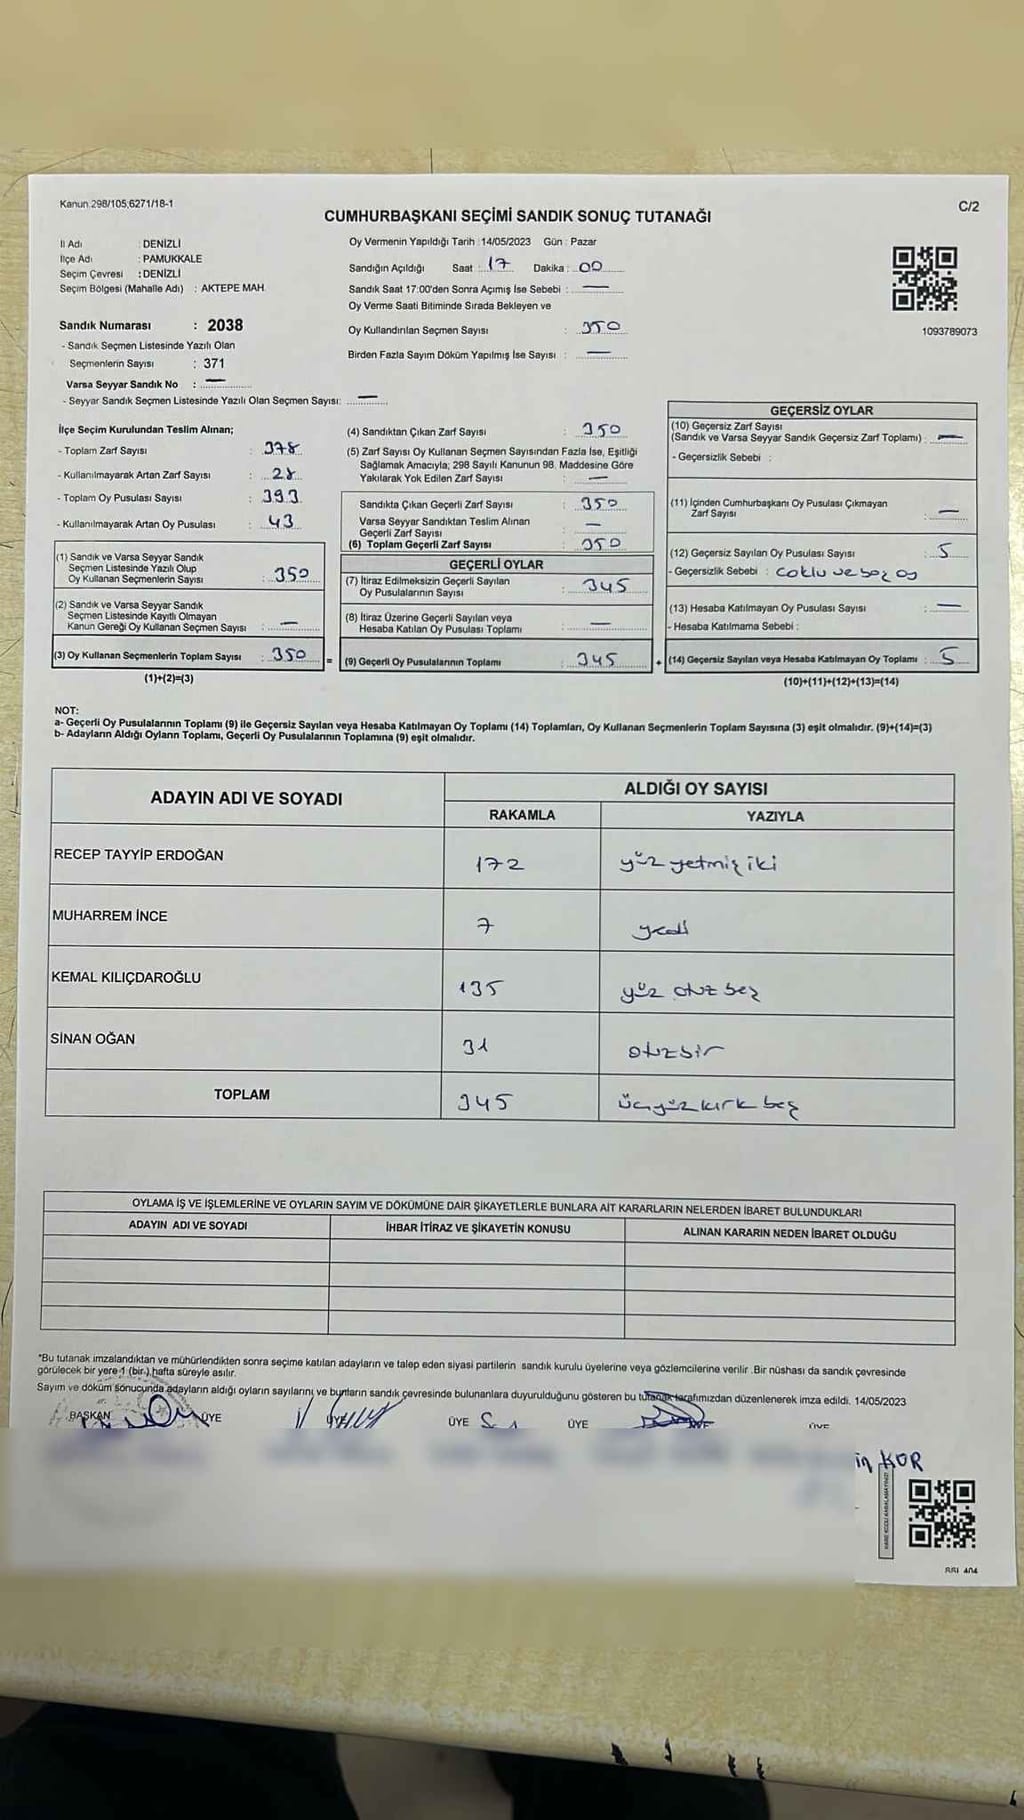 Kanun.298/105,6271/18-1
C/2
CUMHURBAŞKANI SEÇİMİ SANDIK SONUÇ TUTANAĞI
İl Adı : DENİZLİ
İlçe Adı : PAMUKKALE
Seçim Çevresi : DENİZLİ
Seçim Bölgesi (Mahalle Adı) : AKTEPE MAH.
Sandık Numarası : 2038
- Sandık Seçmen Listesinde Yazılı Olan
Seçmenlerin Sayısı : 371
Varsa Seyyar Sandık No : —
- Seyyar Sandık Seçmen Listesinde Yazılı Olan Seçmen Sayısı: —
Oy Vermenin Yapıldığı Tarih : 14/05/2023 Gün : Pazar
Sandığın Açıldığı Saat : 17 Dakika : 00
Sandık Saat 17:00'den Sonra Açımış İse Sebebi : —
Oy Verme Saati Bitiminde Sırada Bekleyen ve
Oy Kullandırılan Seçmen Sayısı : 350
Birden Fazla Sayım Döküm Yapılmış İse Sayısı : —
1093789073
İlçe Seçim Kurulundan Teslim Alınan;
- Toplam Zarf Sayısı : 378
- Kullanılmayarak Artan Zarf Sayısı : 28
- Toplam Oy Pusulası Sayısı : 393
- Kullanılmayarak Artan Oy Pusulası : 43
(1) Sandık ve Varsa Seyyar Sandık
Seçmen Listesinde Yazılı Olup
Oy Kullanan Seçmenlerin Sayısı : 350
(2) Sandık ve Varsa Seyyar Sandık
Seçmen Listesinde Kayıtlı Olmayan
Kanun Gereği Oy Kullanan Seçmen Sayısı : —
(3) Oy Kullanan Seçmenlerin Toplam Sayısı : 350 =
(1)+(2)=(3)
(4) Sandıktan Çıkan Zarf Sayısı : 350
(5) Zarf Sayısı Oy Kullanan Seçmen Sayısından Fazla İse, Eşitliği
Sağlamak Amacıyla; 298 Sayılı Kanunun 98. Maddesine Göre
Yakılarak Yok Edilen Zarf Sayısı : —
Sandıkta Çıkan Geçerli Zarf Sayısı : 350
Varsa Seyyar Sandıktan Teslim Alınan
Geçerli Zarf Sayısı : —
(6) Toplam Geçerli Zarf Sayısı : 350
GEÇERLİ OYLAR
(7) İtiraz Edilmeksizin Geçerli Sayılan
Oy Pusulalarının Sayısı : 345
(8) İtiraz Üzerine Geçerli Sayılan veya
Hesaba Katılan Oy Pusulası Toplamı : —
(9) Geçerli Oy Pusulalarının Toplamı : 345 +
GEÇERSİZ OYLAR
(10) Geçersiz Zarf Sayısı
(Sandık ve Varsa Seyyar Sandık Geçersiz Zarf Toplamı) : —
- Geçersizlik Sebebi :
(11) İçinden Cumhurbaşkanı Oy Pusulası Çıkmayan
Zarf Sayısı : —
(12) Geçersiz Sayılan Oy Pusulası Sayısı : 5
- Geçersizlik Sebebi : Çoklu ve boş oy
(13) Hesaba Katılmayan Oy Pusulası Sayısı : —
- Hesaba Katılmama Sebebi :
(14) Geçersiz Sayılan veya Hesaba Katılmayan Oy Toplamı : 5
(10)+(11)+(12)+(13)=(14)
NOT:
a- Geçerli Oy Pusulalarının Toplamı (9) ile Geçersiz Sayılan veya Hesaba Katılmayan Oy Toplamı (14) Toplamları, Oy Kullanan Seçmenlerin Toplam Sayısına (3) eşit olmalıdır. (9)+(14)=(3)
b- Adayların Aldığı Oyların Toplamı, Geçerli Oy Pusulalarının Toplamına (9) eşit olmalıdır.
ADAYIN ADI VE SOYADI ALDIĞI OY SAYISI
RAKAMLA YAZIYLA
RECEP TAYYİP ERDOĞAN 172 yüz yetmiş iki
MUHARREM İNCE 7 yedi
KEMAL KILIÇDAROĞLU 135 yüz otuz beş
SİNAN OĞAN 31 otuzbir
TOPLAM 345 üçyüz kırk beş
OYLAMA İŞ VE İŞLEMLERİNE VE OYLARIN SAYIM VE DÖKÜMÜNE DAİR ŞİKAYETLERLE BUNLARA AİT KARARLARIN NELERDEN İBARET BULUNDUKLARI
ADAYIN ADI VE SOYADI İHBAR İTİRAZ VE ŞİKAYETİN KONUSU ALINAN KARARIN NEDEN İBARET OLDUĞU
"Bu tutanak imzalandıktan ve mühürlendikten sonra seçime katılan adayların ve talep eden siyasi partilerin sandık kurulu üyelerine veya gözlemcilerine verilir .Bir nüshası da sandık çevresinde
görülecek bir yere 1 (bir.) hafta süreyle asılır.
Sayım ve döküm sonucunda adayların aldığı oyların sayılarını ve bunların sandık çevresinde bulunanlara duyurulduğunu gösteren bu tutanak tarafımızdan düzenlenerek imza edildi. 14/05/2023
BAŞKAN ÜYE ÜYE ÜYE ÜYE ÜYE
KOR